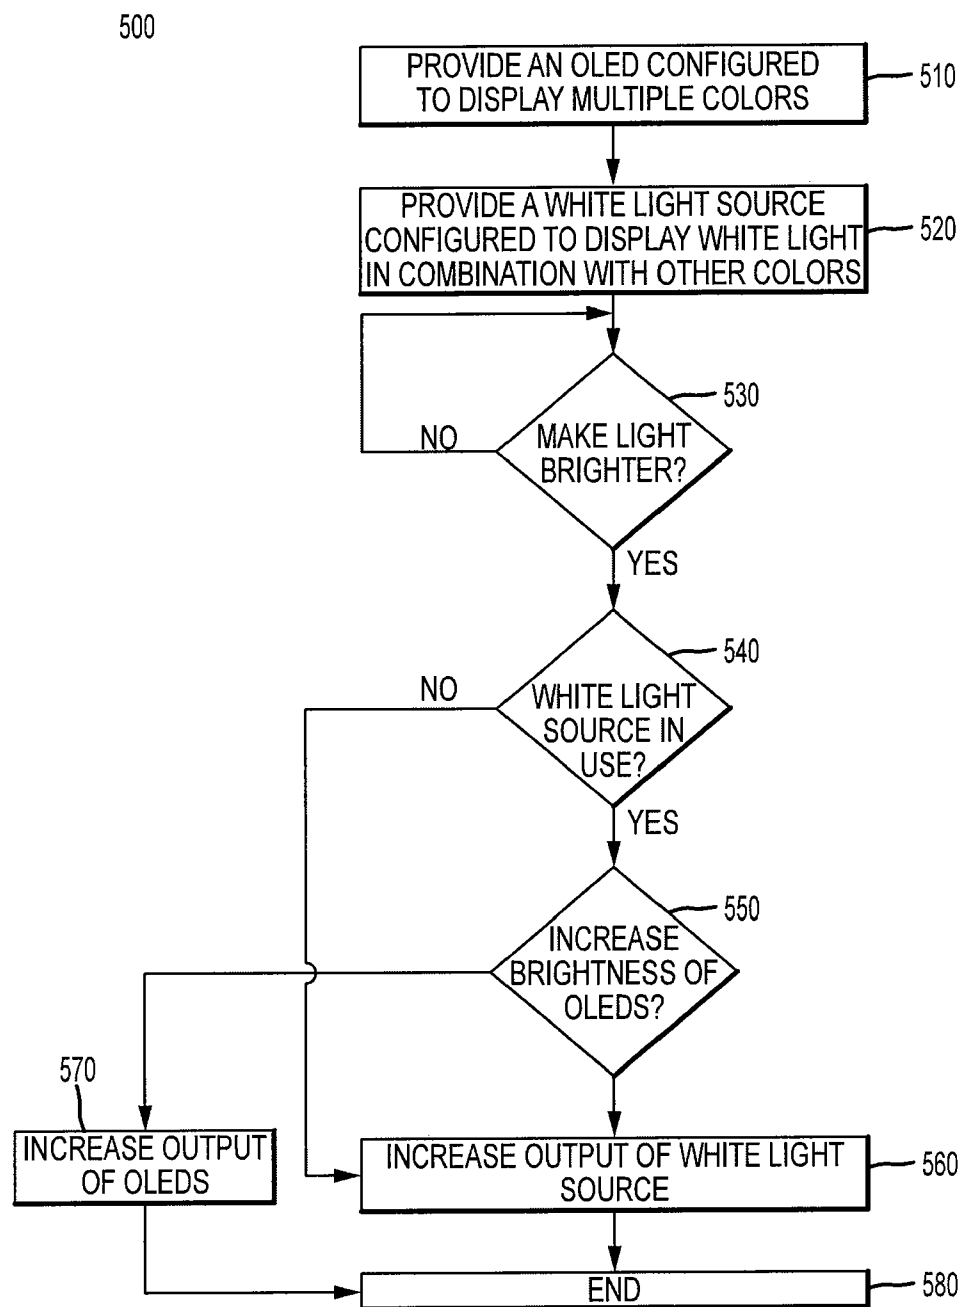 500
PROVIDE AN OLED CONFIGURED
TO DISPLAY MULTIPLE COLORS
510
PROVIDE A WHITE LIGHT SOURCE
CONFIGURED TO DISPLAY WHITE LIGHT
IN COMBINATION WITH OTHER COLORS
520
530
MAKE LIGHT
BRIGHTER?
NO
YES
540
NO
WHITE LIGHT
SOURCE IN
USE?
YES
550
INCREASE
BRIGHTNESS OF
OLEDS?
570
INCREASE OUTPUT
OF OLEDS
INCREASE OUTPUT OF WHITE LIGHT
SOURCE
560
END
580